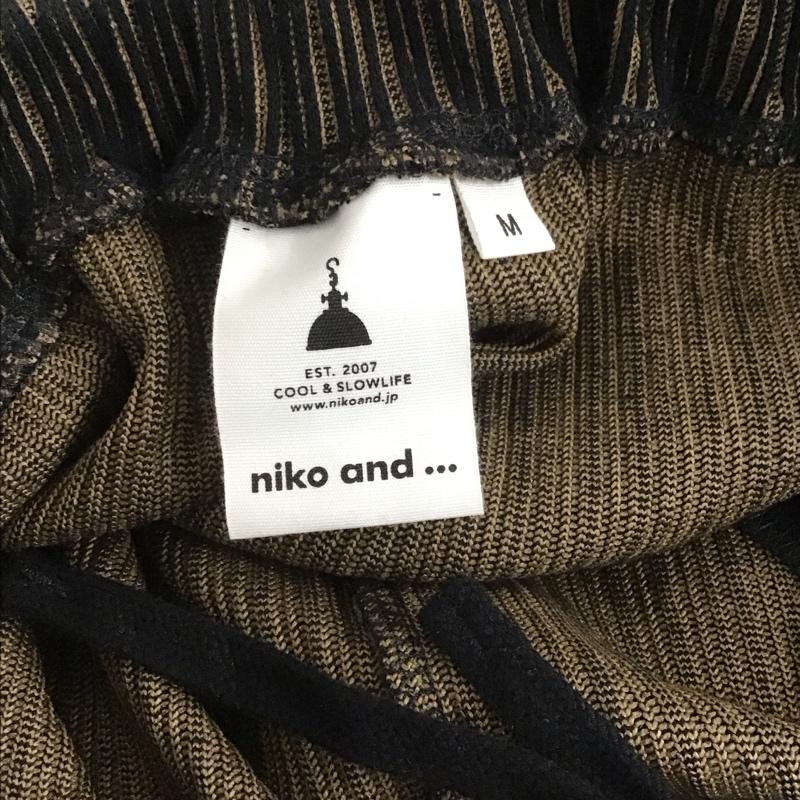 M
EST. 2007
COOL & SLOWLIFE
www.nikoand.jp
niko and ...